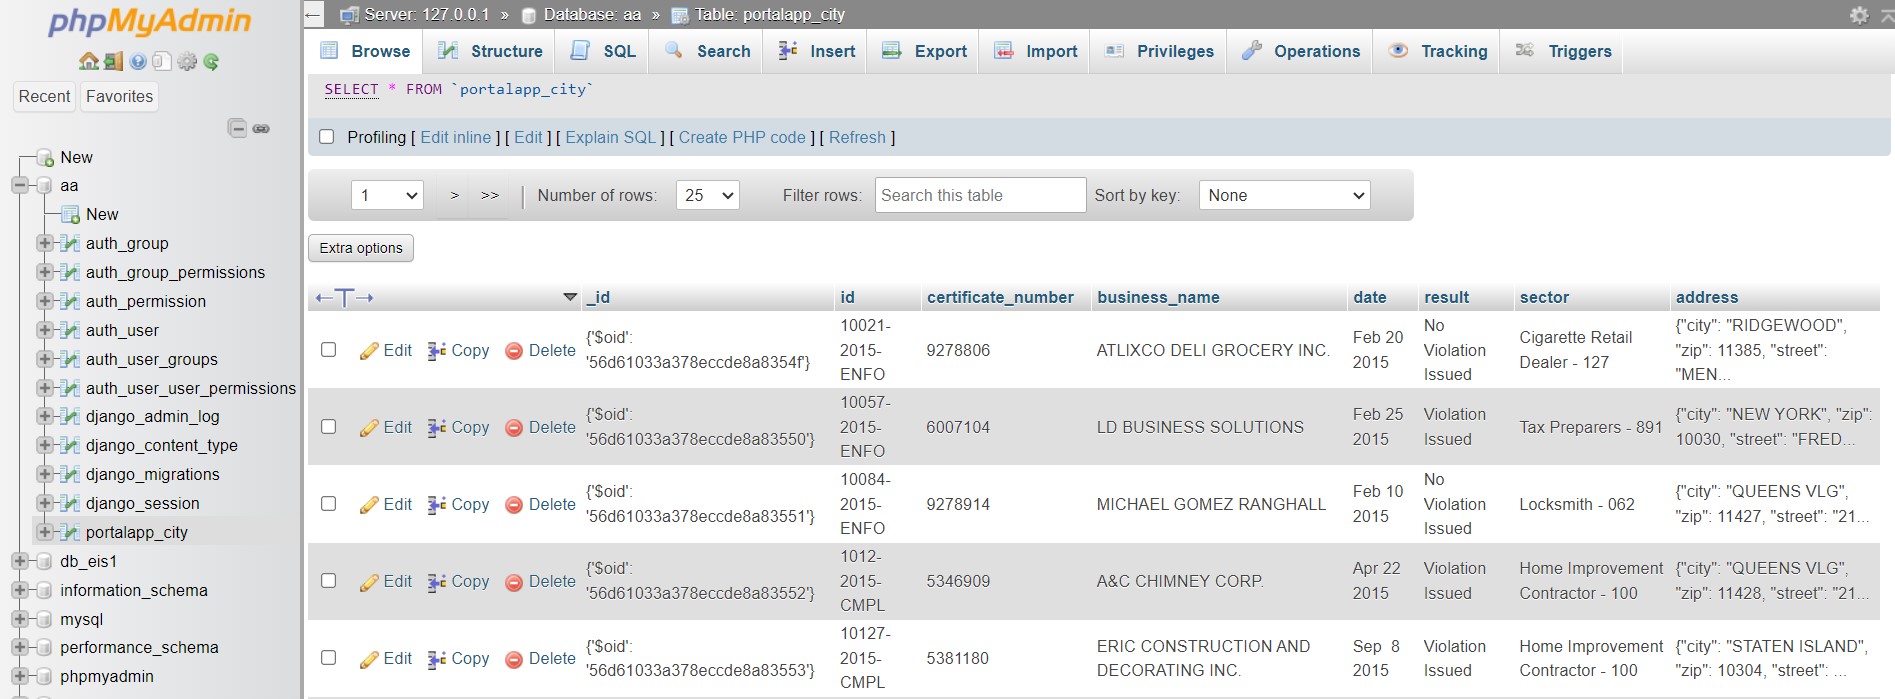 phpMyAdmin
Recent Favorites
New
aa
New
auth_group
auth_group_permissions
auth_permission
auth_user
auth_user_groups
auth_user_user_permissions
django_admin_log
django_content_type
django_migrations
django_session
portalapp_city
db_eis1
information_schema
mysql
performance_schema
phpmyadmin
Server: 127.0.0.1 » Database: aa » Table: portalapp_city
Browse Structure SQL Search Insert Export Import Privileges Operations Tracking Triggers
SELECT * FROM `portalapp_city`
Profiling [ Edit inline ] [ Edit ] [ Explain SQL ] [ Create PHP code ] [ Refresh ]
1 > >> Number of rows: 25 Filter rows: Search this table Sort by key: None
Extra options
←T→ _id id certificate_number business_name date result sector address
Edit Copy Delete
{'$oid':
'56d61033a378eccde8a8354f'}
10021-
2015-
ENFO
9278806
ATLIXCO DELI GROCERY INC.
Feb 20
2015
No
Violation
Issued
Cigarette Retail
Dealer - 127
{"city": "RIDGEWOOD",
"zip": 11385, "street":
"MEN...
Edit Copy Delete
{'$oid':
'56d61033a378eccde8a83550'}
10057-
2015-
ENFO
6007104
LD BUSINESS SOLUTIONS
Feb 25
2015
Violation
Issued
Tax Preparers - 891
{"city": "NEW YORK", "zip":
10030, "street": "FRED...
Edit Copy Delete
{'$oid':
'56d61033a378eccde8a83551'}
10084-
2015-
ENFO
9278914
MICHAEL GOMEZ RANGHALL
Feb 10
2015
No
Violation
Issued
Locksmith - 062
{"city": "QUEENS VLG",
"zip": 11427, "street": "21...
Edit Copy Delete
{'$oid':
'56d61033a378eccde8a83552'}
1012-
2015-
CMPL
5346909
A&C CHIMNEY CORP.
Apr 22
2015
Violation
Issued
Home Improvement
Contractor - 100
{"city": "QUEENS VLG",
"zip": 11428, "street": "21...
Edit Copy Delete
{'$oid':
'56d61033a378eccde8a83553'}
10127-
2015-
CMPL
5381180
ERIC CONSTRUCTION AND
DECORATING INC.
Sep 8
2015
Violation
Issued
Home Improvement
Contractor - 100
{"city": "STATEN ISLAND",
"zip": 10304, "street": ...